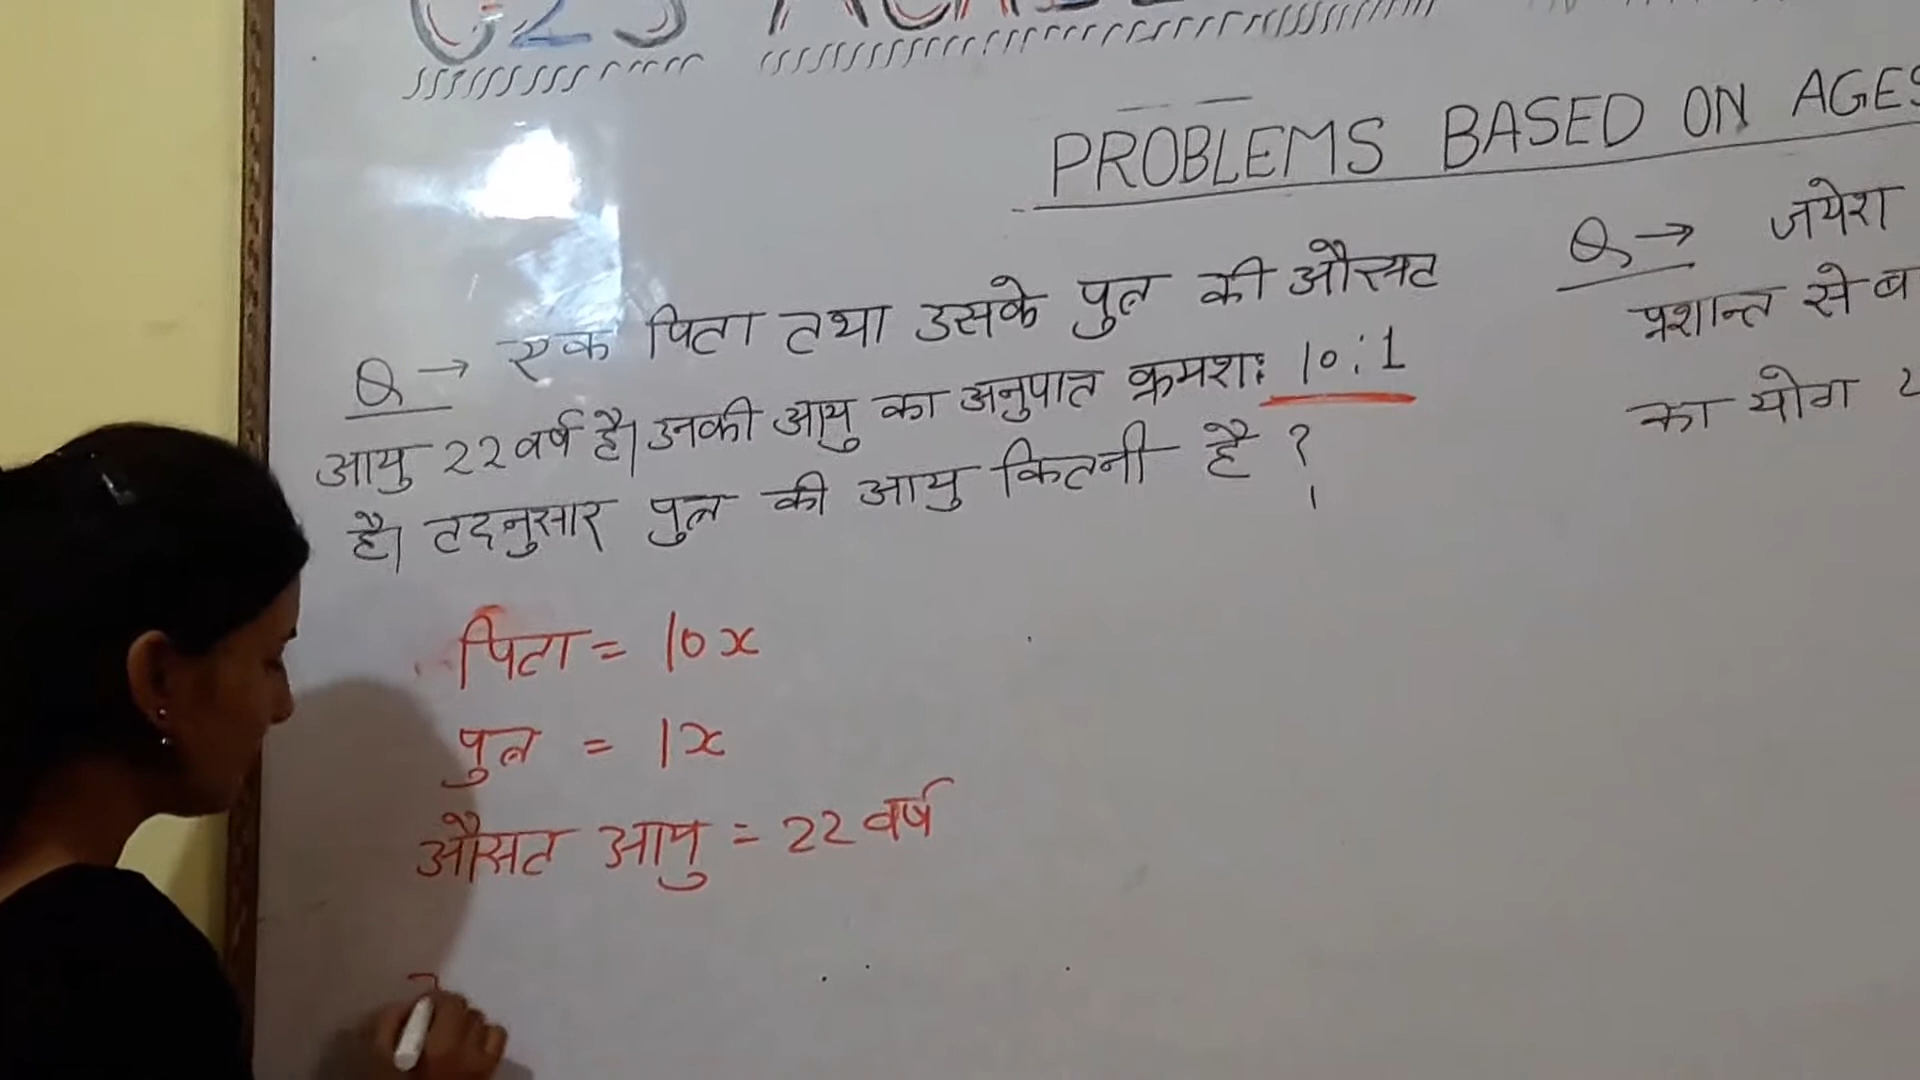 PROBLEMS BASED ON AGES
Q → एक पिता तथा उसके पुत्र की औसत
आयु 22 वर्ष है। उनकी आयु का अनुपात क्रमशः 10:1
है। तदनुसार पुत्र की आयु कितनी है ?
पिता = 10x
पुत्र = 1x
औसत आयु = 22 वर्ष
Q → जयेश
प्रशान्त से ब
का योग